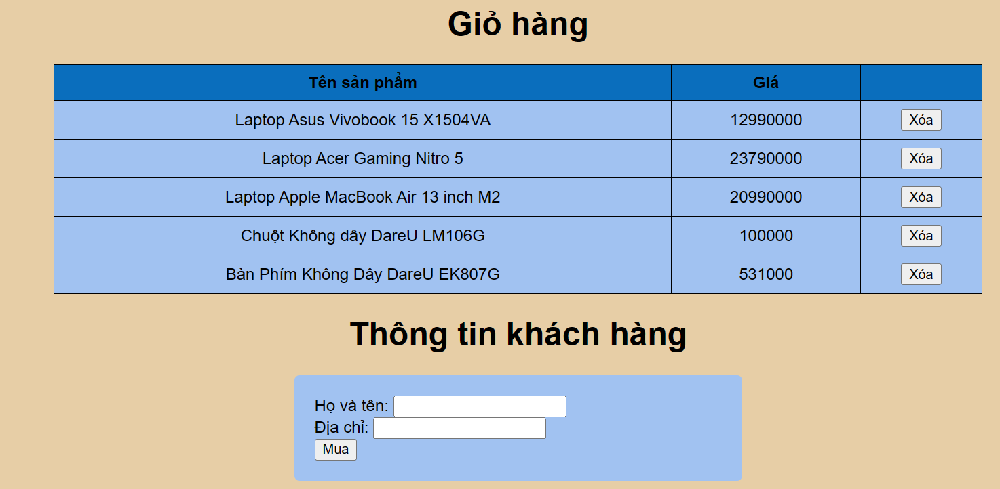 Giỏ hàng
Tên sản phẩm Giá
Laptop Asus Vivobook 15 X1504VA 12990000 Xóa
Laptop Acer Gaming Nitro 5 23790000 Xóa
Laptop Apple MacBook Air 13 inch M2 20990000 Xóa
Chuột Không dây DareU LM106G 100000 Xóa
Bàn Phím Không Dây DareU EK807G 531000 Xóa
Thông tin khách hàng
Họ và tên:
Địa chỉ:
Mua